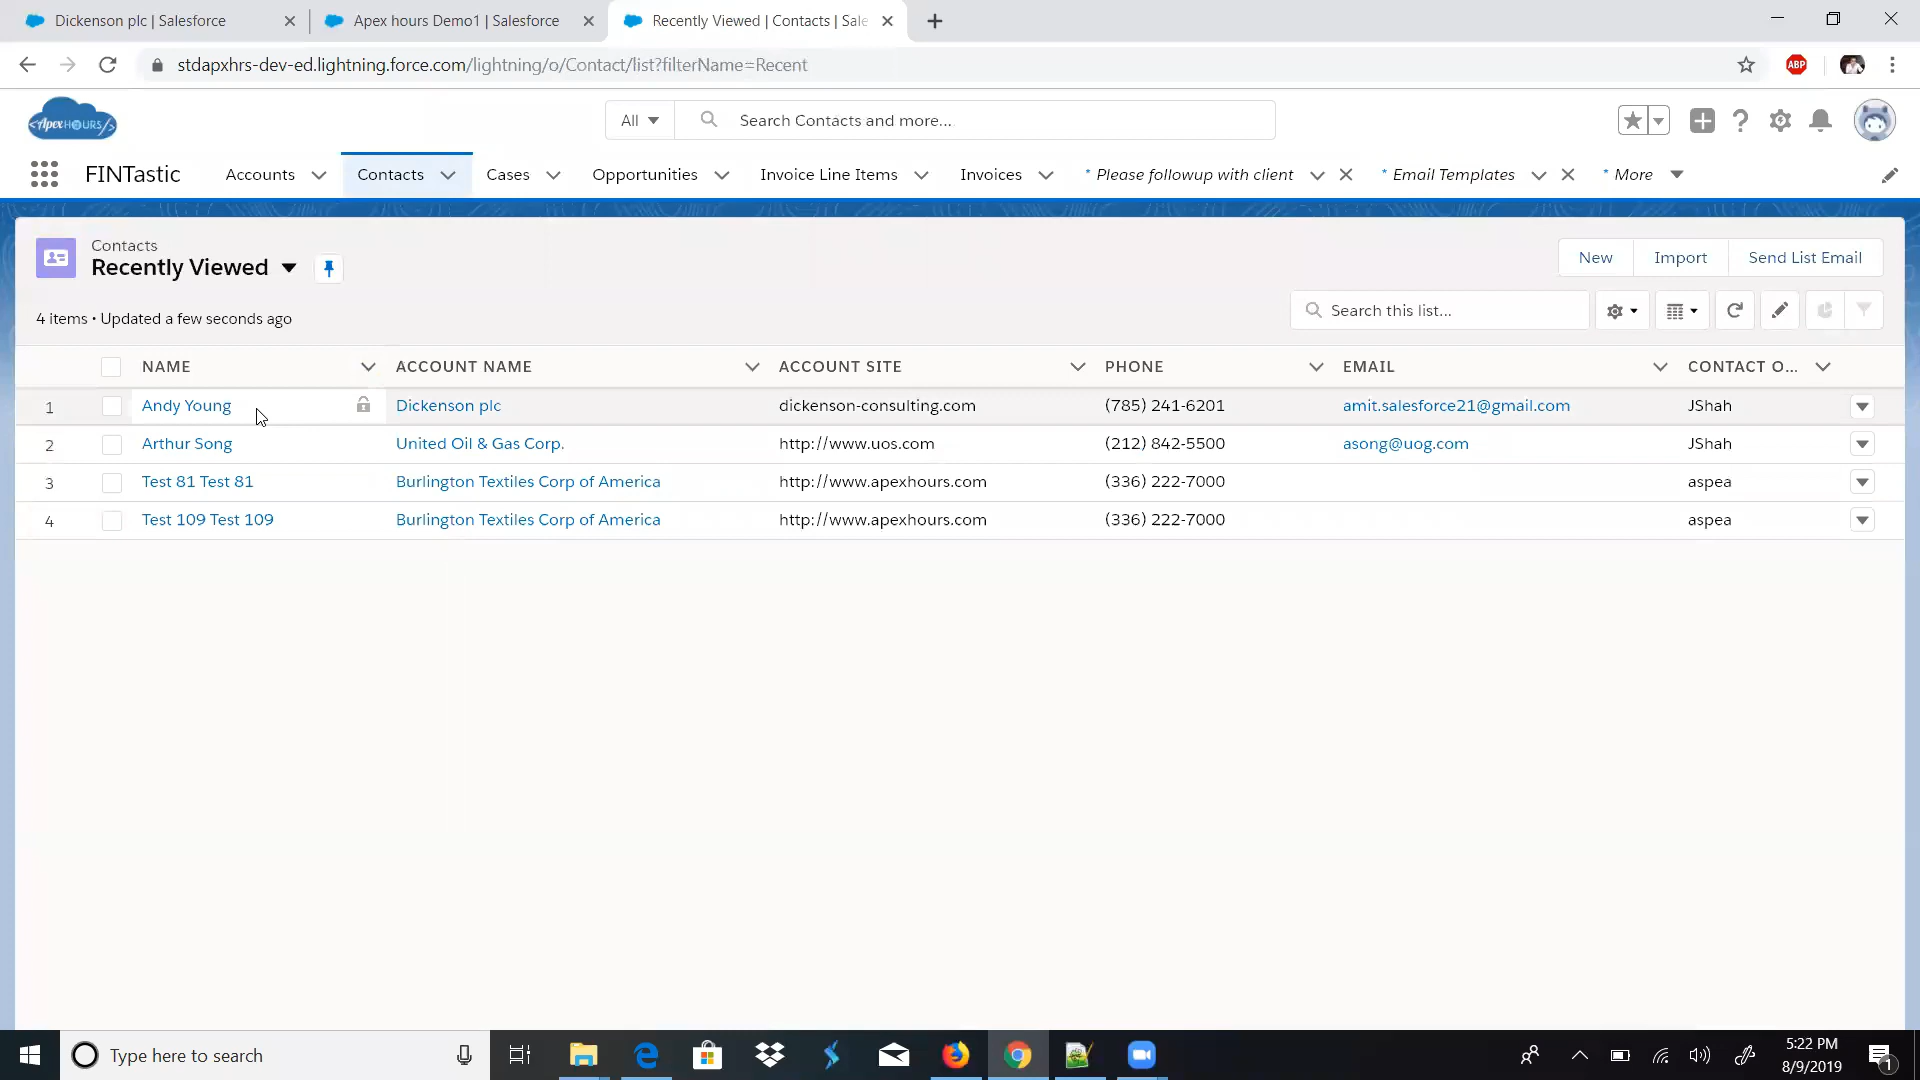 Dickenson plc | Salesforce
Apex hours Demo1 | Salesforce
Recently Viewed | Contacts | Sale
stdapxhrs-dev-ed.lightning.force.com/lightning/o/Contact/list?filterName=Recent
ABP
<ApexHOURS/>
All
Search Contacts and more...
FINTastic
Accounts
Contacts
Cases
Opportunities
Invoice Line Items
Invoices
* Please followup with client
* Email Templates
* More
Contacts
Recently Viewed
New
Import
Send List Email
4 items • Updated a few seconds ago
Search this list...
NAME ACCOUNT NAME ACCOUNT SITE PHONE EMAIL CONTACT O...
1 Andy Young Dickenson plc dickenson-consulting.com (785) 241-6201 amit.salesforce21@gmail.com JShah
2 Arthur Song United Oil & Gas Corp. http://www.uos.com (212) 842-5500 asong@uog.com JShah
3 Test 81 Test 81 Burlington Textiles Corp of America http://www.apexhours.com (336) 222-7000 aspea
4 Test 109 Test 109 Burlington Textiles Corp of America http://www.apexhours.com (336) 222-7000 aspea
Type here to search
5:22 PM
8/9/2019
1